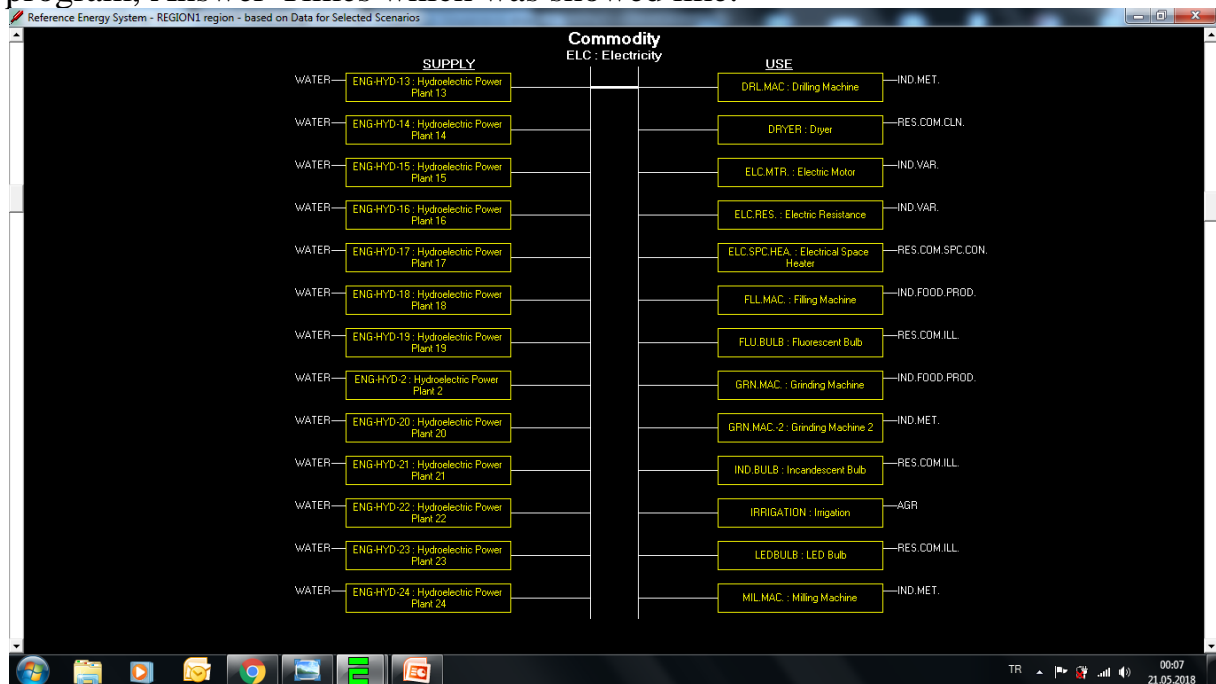 program, Answer Times which was showed line.
Reference Energy System - REGION1 region - based on Data for Selected Scenarios
Commodity
ELC : Electricity
SUPPLY USE
WATER ENG-HYD-13 : Hydroelectric Power Plant 13 DRL.MAC : Drilling Machine IND.MET.
WATER ENG-HYD-14 : Hydroelectric Power Plant 14 DRYER : Dryer RES.COM.CLN.
WATER ENG-HYD-15 : Hydroelectric Power Plant 15 ELC.MTR. : Electric Motor IND.VAR.
WATER ENG-HYD-16 : Hydroelectric Power Plant 16 ELC.RES. : Electric Resistance IND.VAR.
WATER ENG-HYD-17 : Hydroelectric Power Plant 17 ELC.SPC.HEA. : Electrical Space Heater RES.COM.SPC.CON.
WATER ENG-HYD-18 : Hydroelectric Power Plant 18 FLL.MAC. : Filling Machine IND.FOOD.PROD.
WATER ENG-HYD-19 : Hydroelectric Power Plant 19 FLU.BULB : Fluorescent Bulb RES.COM.ILL.
WATER ENG-HYD-2 : Hydroelectric Power Plant 2 GRN.MAC. : Grinding Machine IND.FOOD.PROD.
WATER ENG-HYD-20 : Hydroelectric Power Plant 20 GRN.MAC.-2 : Grinding Machine 2 IND.MET.
WATER ENG-HYD-21 : Hydroelectric Power Plant 21 IND.BULB : Incandescent Bulb RES.COM.ILL.
WATER ENG-HYD-22 : Hydroelectric Power Plant 22 IRRIGATION : Irrigation AGR
WATER ENG-HYD-23 : Hydroelectric Power Plant 23 LEDBULB : LED Bulb RES.COM.ILL.
WATER ENG-HYD-24 : Hydroelectric Power Plant 24 MIL.MAC. : Milling Machine IND.MET.
TR 00:07
21.05.2018